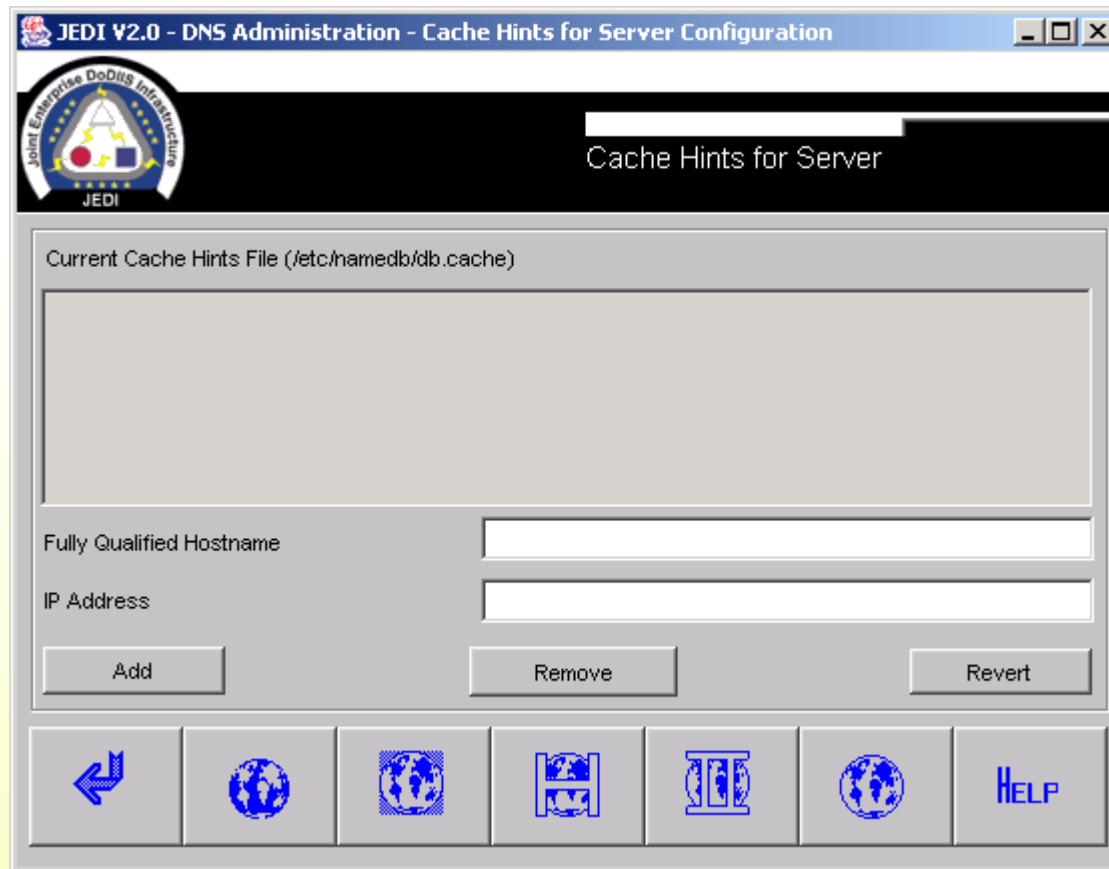 JEDI V2.0 - DNS Administration - Cache Hints for Server Configuration
Joint Enterprise DoDIIS Infrastructure
JEDI
Cache Hints for Server
Current Cache Hints File (/etc/namedb/db.cache)
Fully Qualified Hostname
IP Address
Add
Remove
Revert
HELP